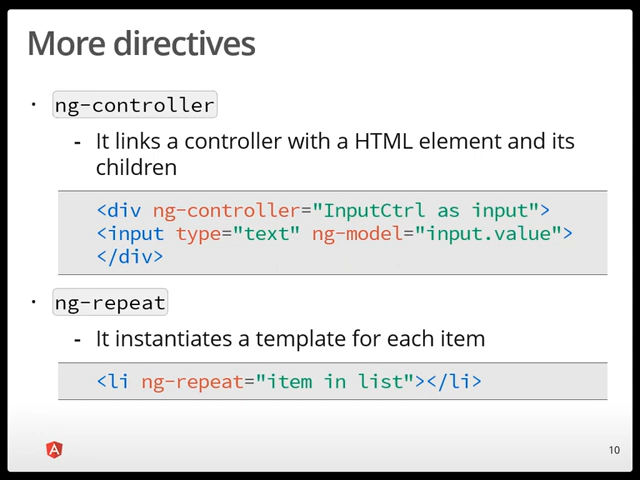 More directives
· ng-controller
- It links a controller with a HTML element and its
children
<div ng-controller="InputCtrl as input">
<input type="text" ng-model="input.value">
</div>
· ng-repeat
- It instantiates a template for each item
<li ng-repeat="item in list"></li>
A
10